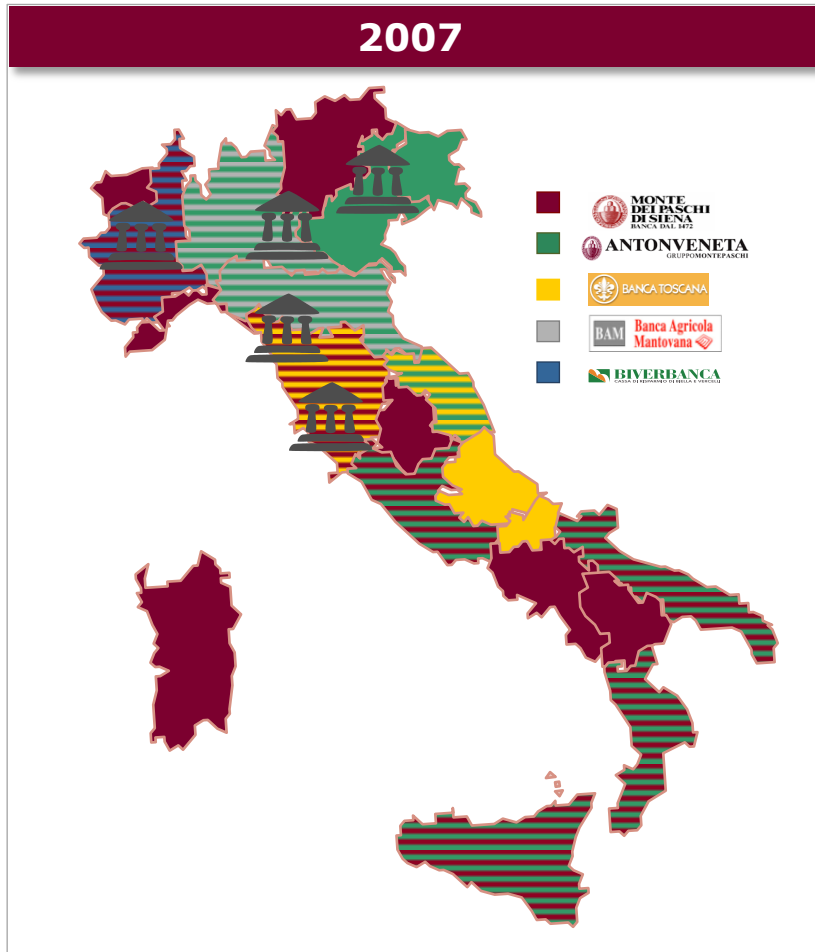 2007
MONTE
DEI PASCHI
DI SIENA
BANCA DAL 1472
ANTONVENETA
GRUPPOMONTEPASCHI
BANCA TOSCANA
BAM Banca Agricola
Mantovana
BIVERBANCA
CASSA DI RISPARMIO DI BIELLA E VERCELLI